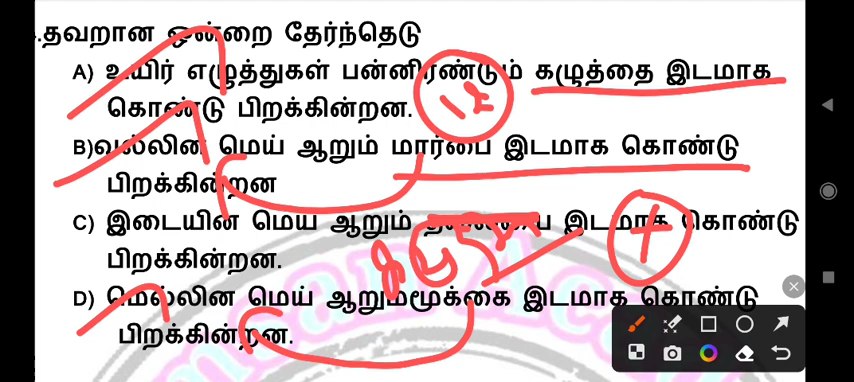 .தவறான ஒன்றை தேர்ந்தெடு
A) உயிர் எழுத்துகள் பன்னிரண்டும் கழுத்தை இடமாக
கொண்டு பிறக்கின்றன.
12
B)வல்லின மெய் ஆறும் மார்பை இடமாக கொண்டு
பிறக்கின்றன
C) இடையின மெய் ஆறும் இடமாக கொண்டு
பிறக்கின்றன.
D) மெல்லின மெய் ஆறும்மூக்கை இடமாக கொண்டு
பிறக்கின்றன.